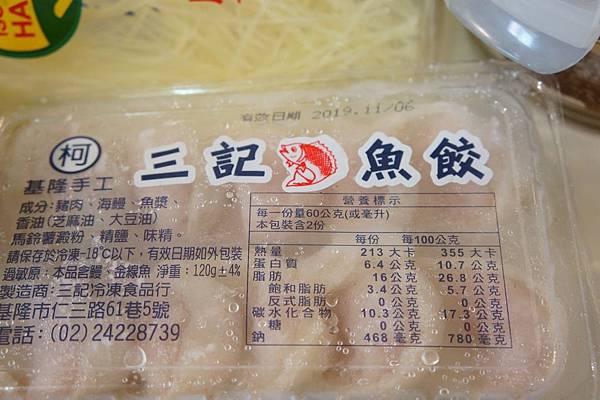 HA
有效日期 2019.11/06
柯 三記 魚餃
基隆手工
成分:豬肉、海鰻、魚漿、
香油(芝麻油、大豆油)
馬鈴薯澱粉、精鹽、味精。
請保存於冷凍-18℃以下，有效日期如外包裝
過敏原：本品含鰻、金線魚 淨重：120g±4%
製造商：三記冷凍食品行
基隆市仁三路61巷5號
電話：(02)24228739
營養標示
每一份量60公克(或毫升)
本包裝含2份
每份 每100公克
熱量 213 大卡 355 大卡
蛋白質 6.4 公克 10.7 公克
脂肪 16 公克 26.8 公克
飽和脂肪 3.4 公克 5.7 公克
反式脂肪 0 公克 0 公克
碳水化合物 10.3 公克 17.3 公克
糖 0 公克 0 公克
鈉 468 毫克 780 毫克